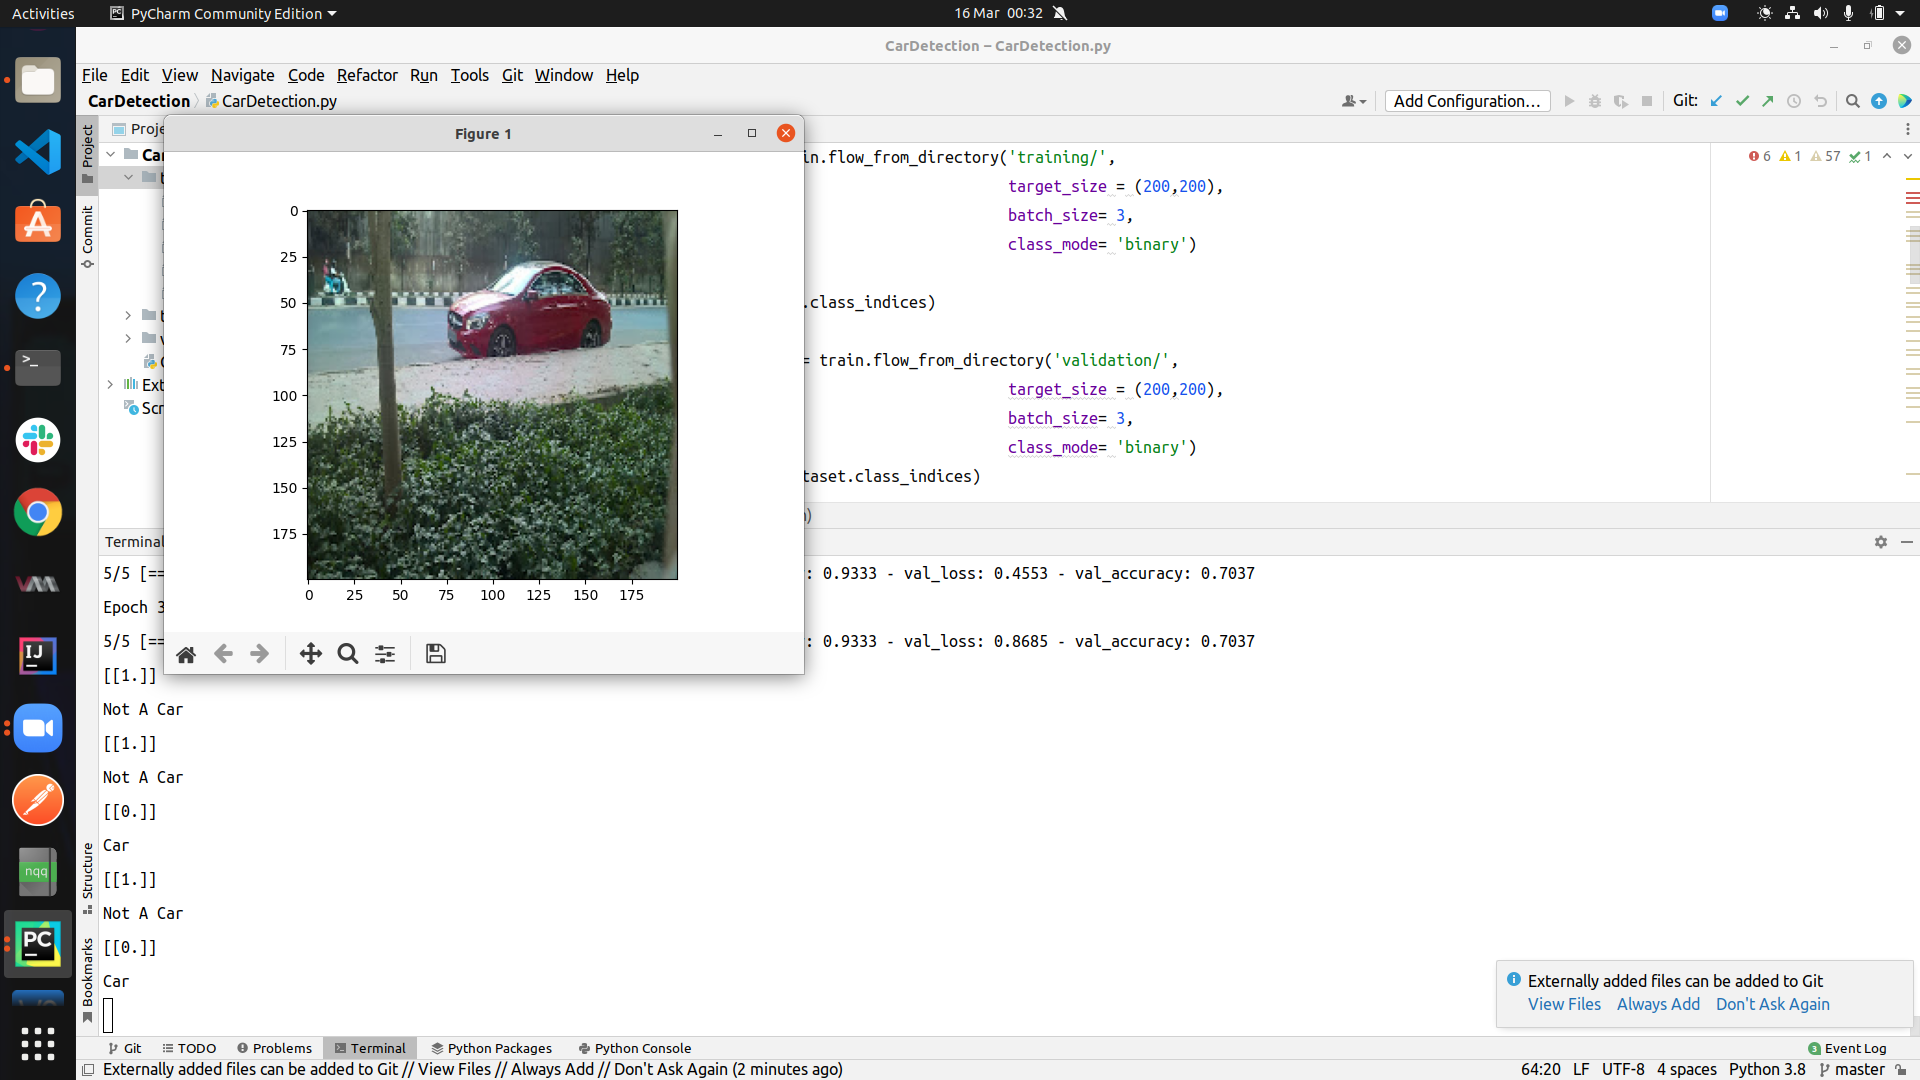 Activities
PyCharm Community Edition
16 Mar 00:32
CarDetection – CarDetection.py
File Edit View Navigate Code Refactor Run Tools Git Window Help
CarDetection
CarDetection.py
Add Configuration...
Git:
Project
Commit
Structure
Bookmarks
Figure 1
0
25
50
75
100
125
150
175
0 25 50 75 100 125 150 175
in.flow_from_directory('training/',
target_size = (200,200),
batch_size= 3,
class_mode= 'binary')
.class_indices)
= train.flow_from_directory('validation/',
target_size = (200,200),
batch_size= 3,
class_mode= 'binary')
taset.class_indices)
6 1 57 1
Terminal
5/5 [==
: 0.9333 - val_loss: 0.4553 - val_accuracy: 0.7037
Epoch 3
5/5 [==
: 0.9333 - val_loss: 0.8685 - val_accuracy: 0.7037
[[1.]]
Not A Car
[[1.]]
Not A Car
[[0.]]
Car
[[1.]]
Not A Car
[[0.]]
Car
Externally added files can be added to Git
View Files Always Add Don't Ask Again
Git TODO Problems Terminal Python Packages Python Console
3 Event Log
Externally added files can be added to Git // View Files // Always Add // Don't Ask Again (2 minutes ago)
64:20 LF UTF-8 4 spaces Python 3.8 master